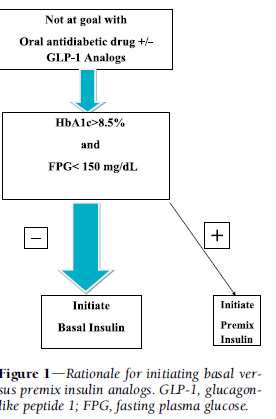 Not at goal with
Oral antidiabetic drug +/-
GLP-1 Analogs
HbA1c>8.5%
and
FPG< 150 mg/dL
−
+
Initiate
Basal Insulin
Initiate
Premix
Insulin
Figure 1—Rationale for initiating basal ver-
sus premix insulin analogs. GLP-1, glucagon-
like peptide 1; FPG, fasting plasma glucose.